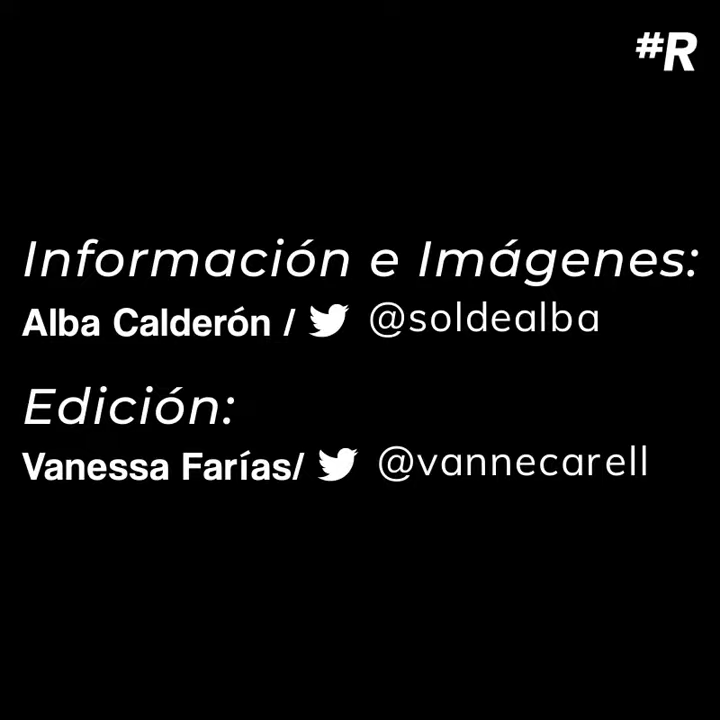 #R
Información e Imágenes:
Alba Calderón / @soldealba
Edición:
Vanessa Farías/ @vannecarell